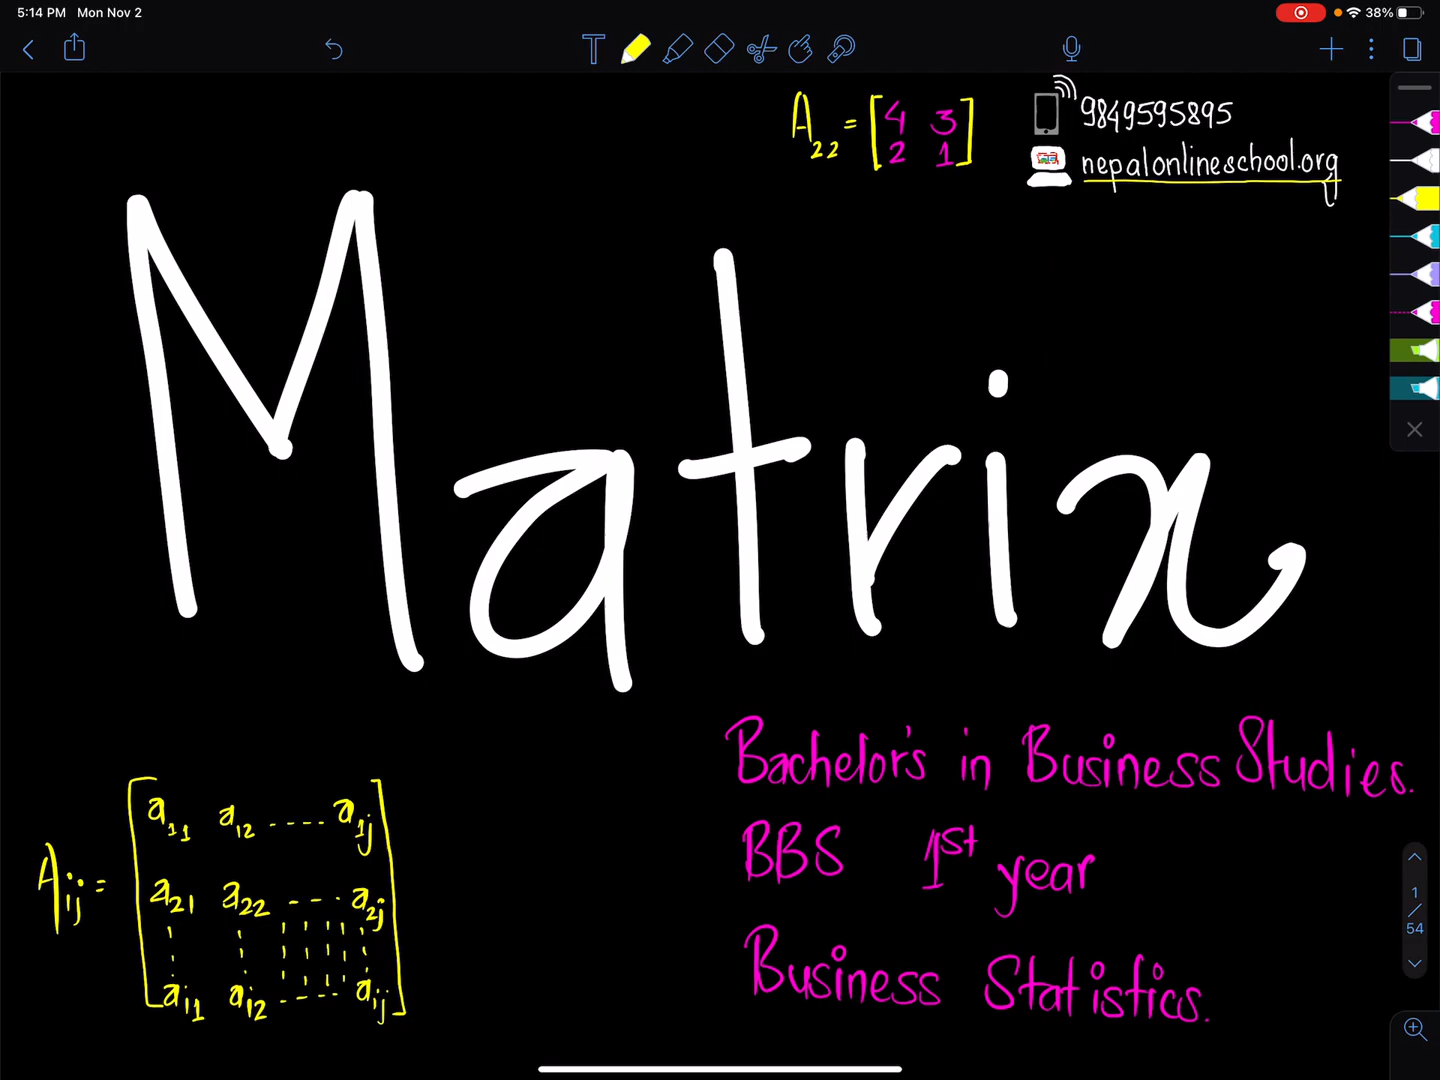 5:14 PM Mon Nov 2
38%
A22 = [4 3
2 1]
9849595895
nepalonlineschool.org
Matrix
Bachelor's in Business Studies.
BBS 1st year
Business Statistics.
Aij = [a11 a12 ---- a1j
a21 a22 --- a2j
ai1 ai2 ---- aij]
1
/
54